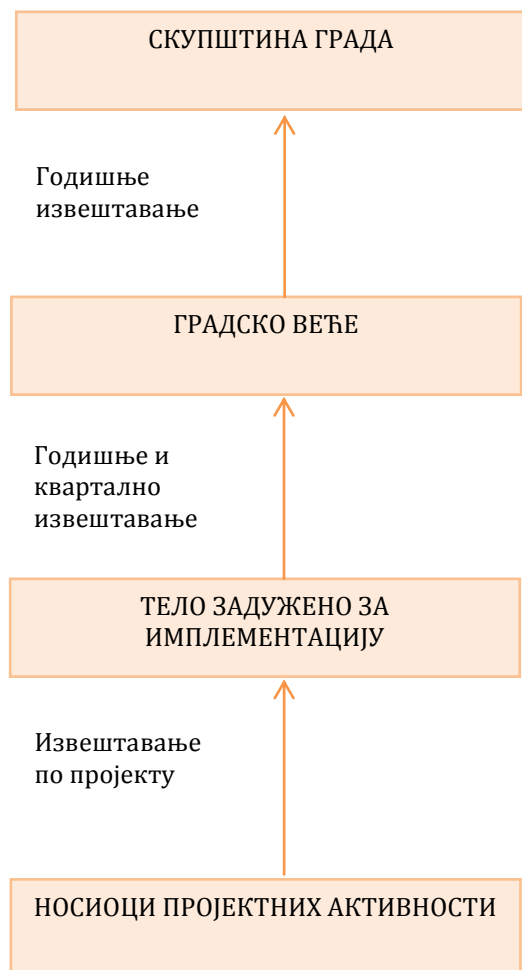 СКУПШТИНА ГРАДА
Годишње
извештавање
ГРАДСКО ВЕЋЕ
Годишње и
квартално
извештавање
ТЕЛО ЗАДУЖЕНО ЗА
ИМПЛЕМЕНТАЦИЈУ
Извештавање
по пројекту
НОСИОЦИ ПРОЈЕКТНИХ АКТИВНОСТИ